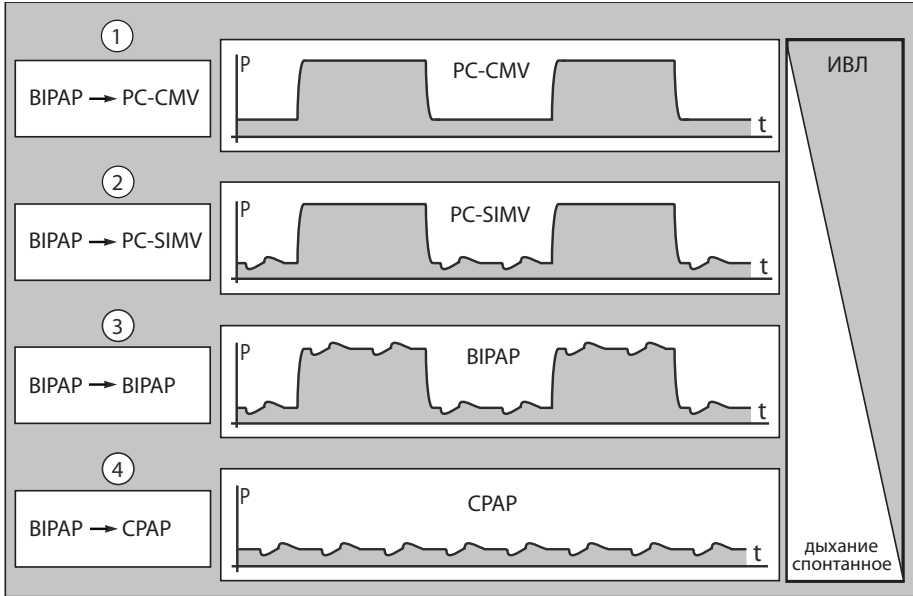 1
BIPAP → PC-CMV
P
PC-CMV
t
ИВЛ
2
BIPAP → PC-SIMV
P
PC-SIMV
t
3
BIPAP → BIPAP
P
BIPAP
t
4
BIPAP → CPAP
P
CPAP
t
дыхание
спонтанное